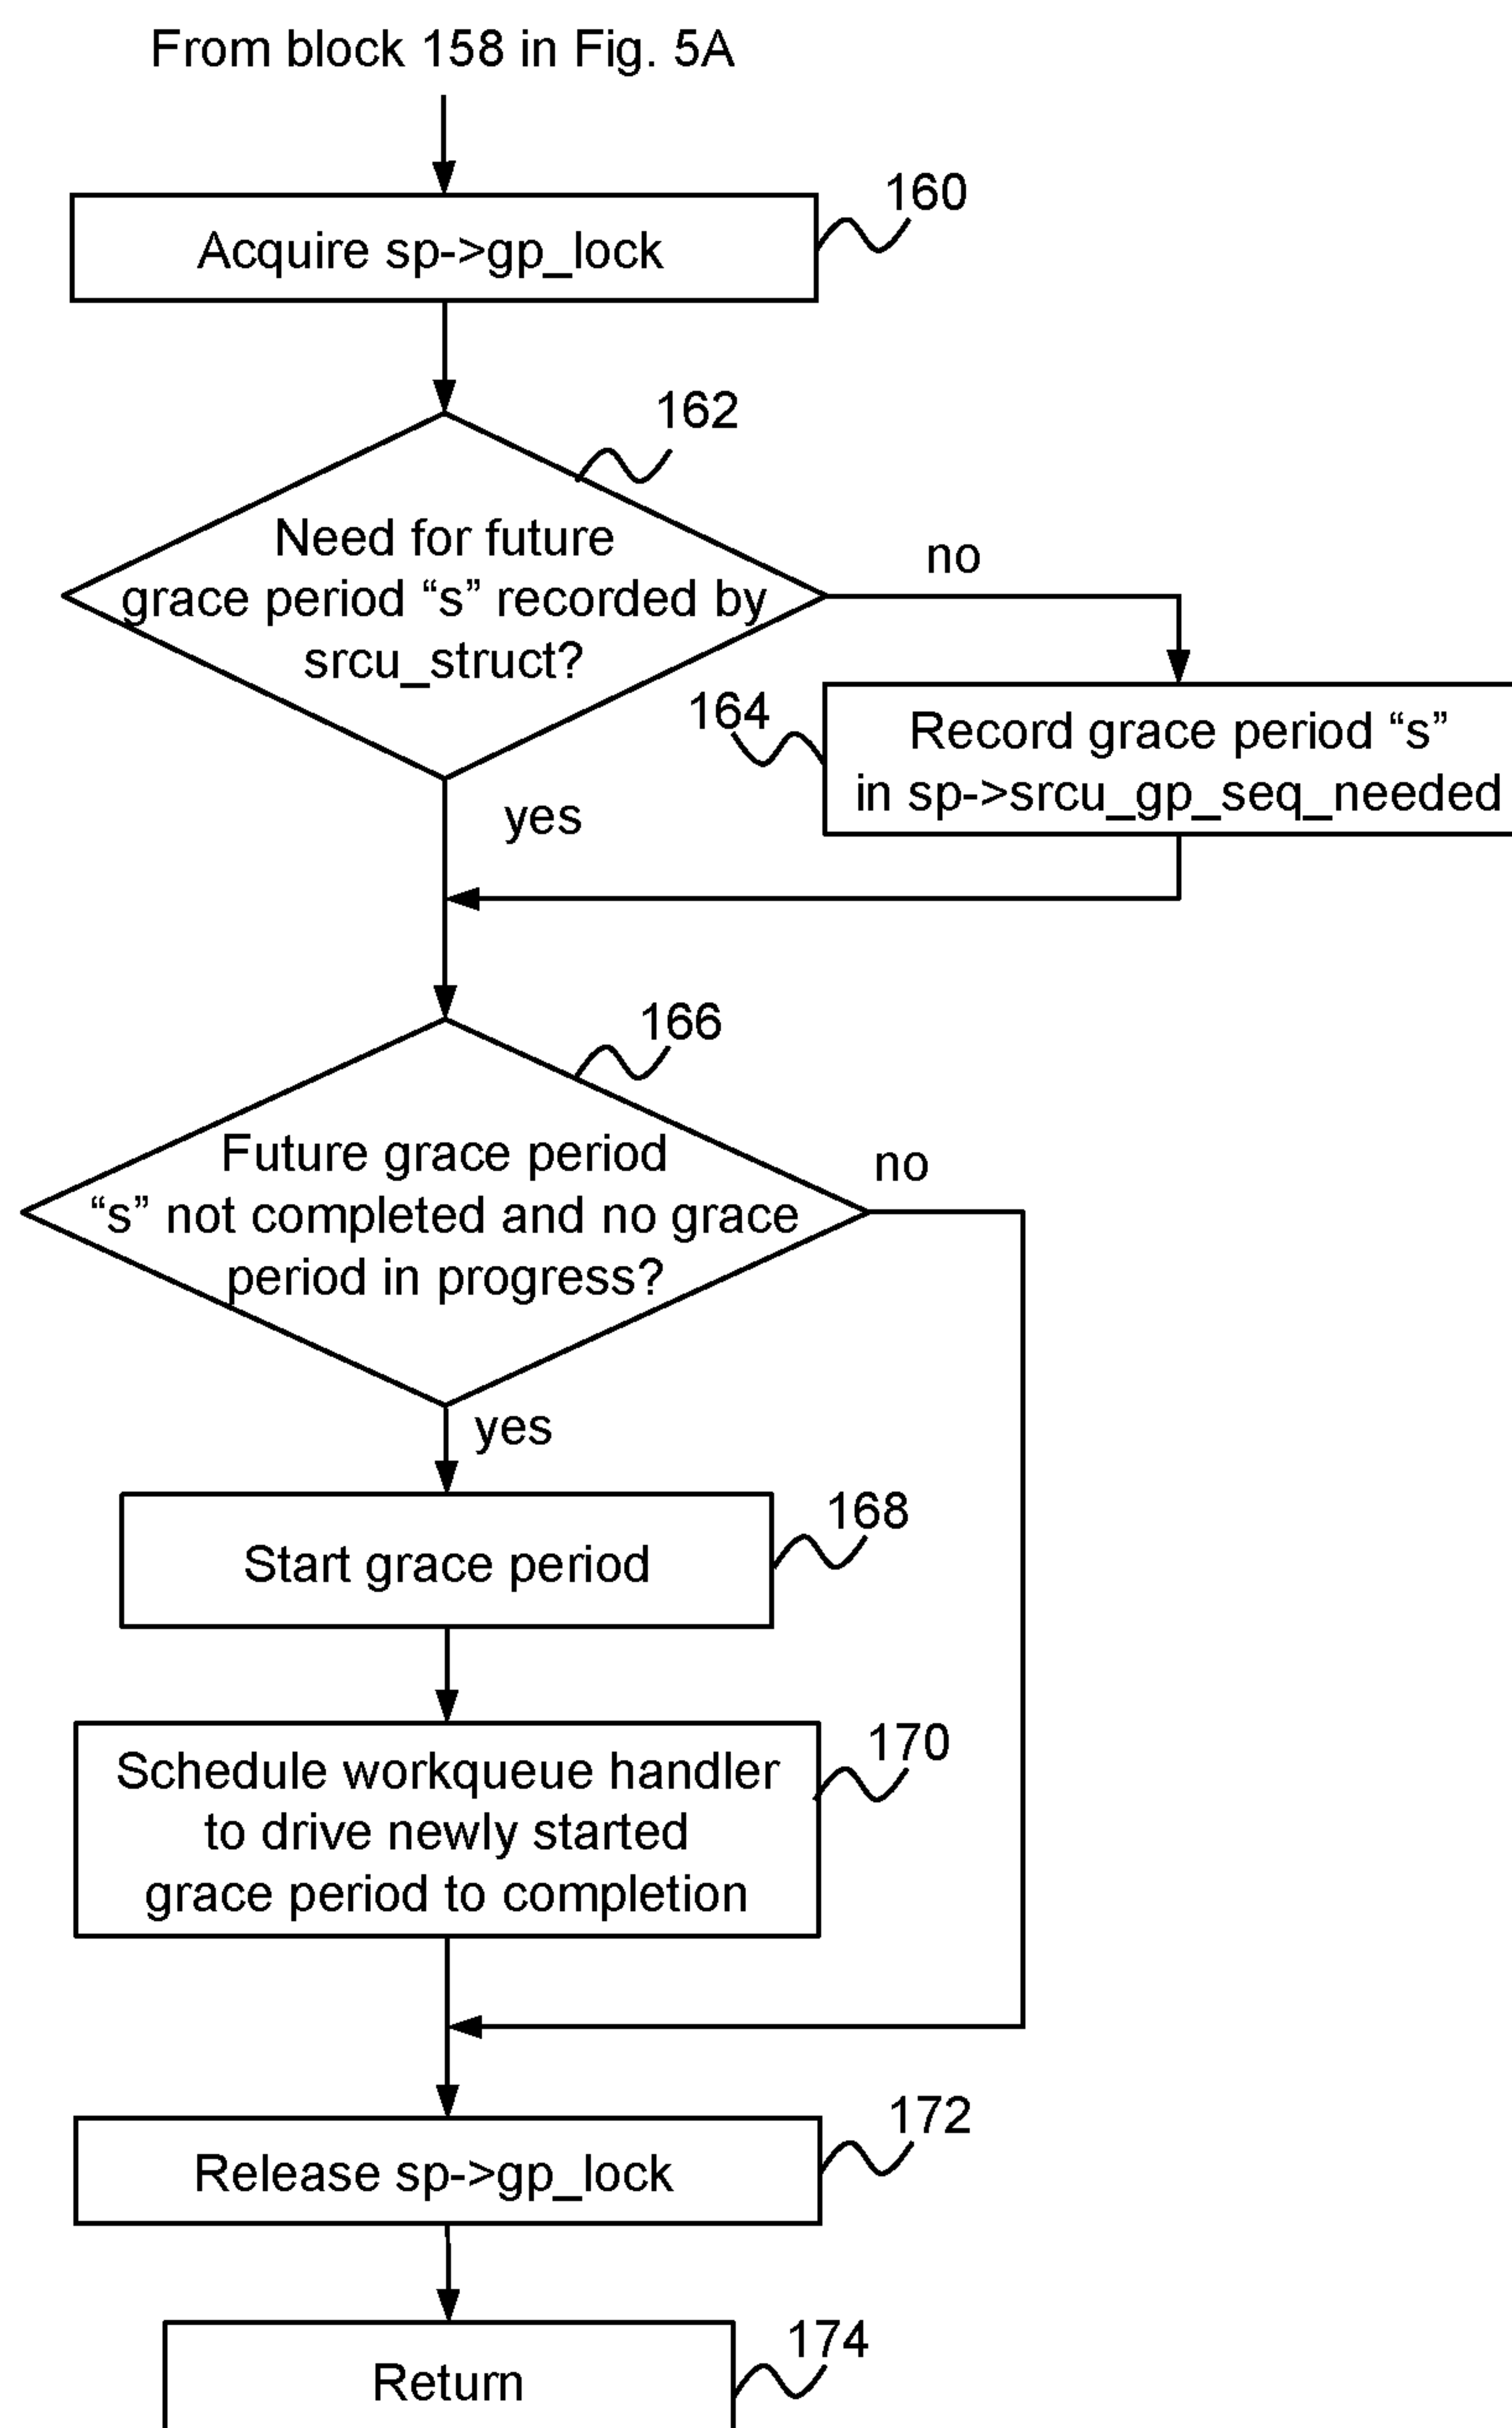 From block 158 in Fig. 5A
160
Acquire sp->gp_lock
162
Need for future
grace period “s” recorded by
srcu_struct?
no
164
Record grace period “s”
in sp->srcu_gp_seq_needed
yes
166
Future grace period
“s” not completed and no grace
period in progress?
no
yes
168
Start grace period
170
Schedule workqueue handler
to drive newly started
grace period to completion
172
Release sp->gp_lock
174
Return